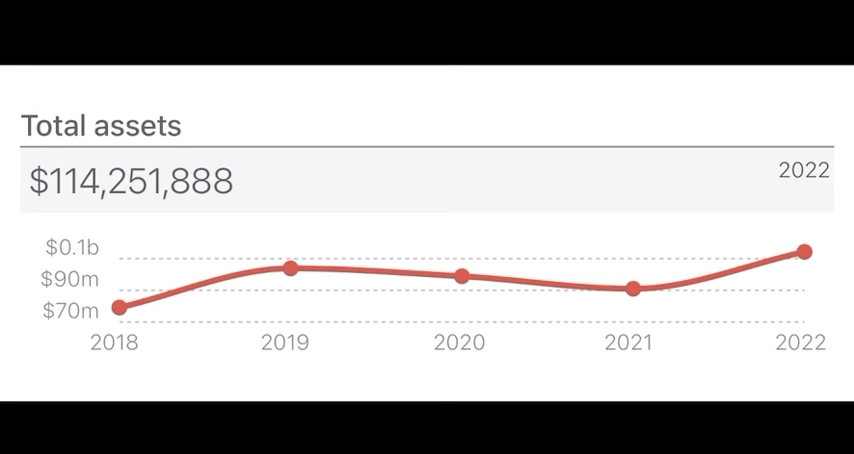 Total assets
$114,251,888
2022
$0.1b
$90m
$70m
2018 2019 2020 2021 2022